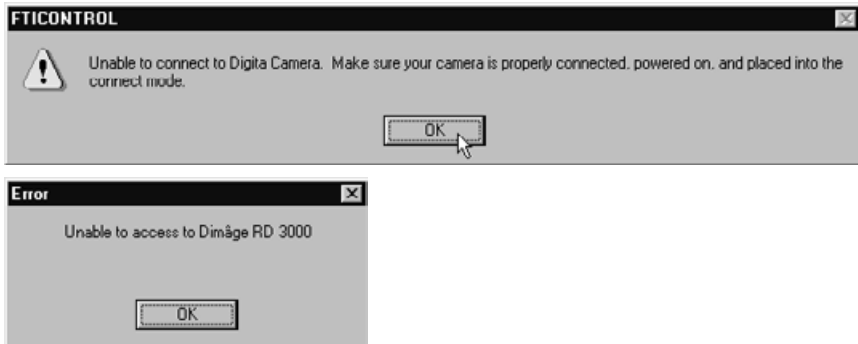 FTICONTROL
Unable to connect to Digita Camera. Make sure your camera is properly connected, powered on, and placed into the
connect mode.
OK
Error
Unable to access to Dimâge RD 3000
OK